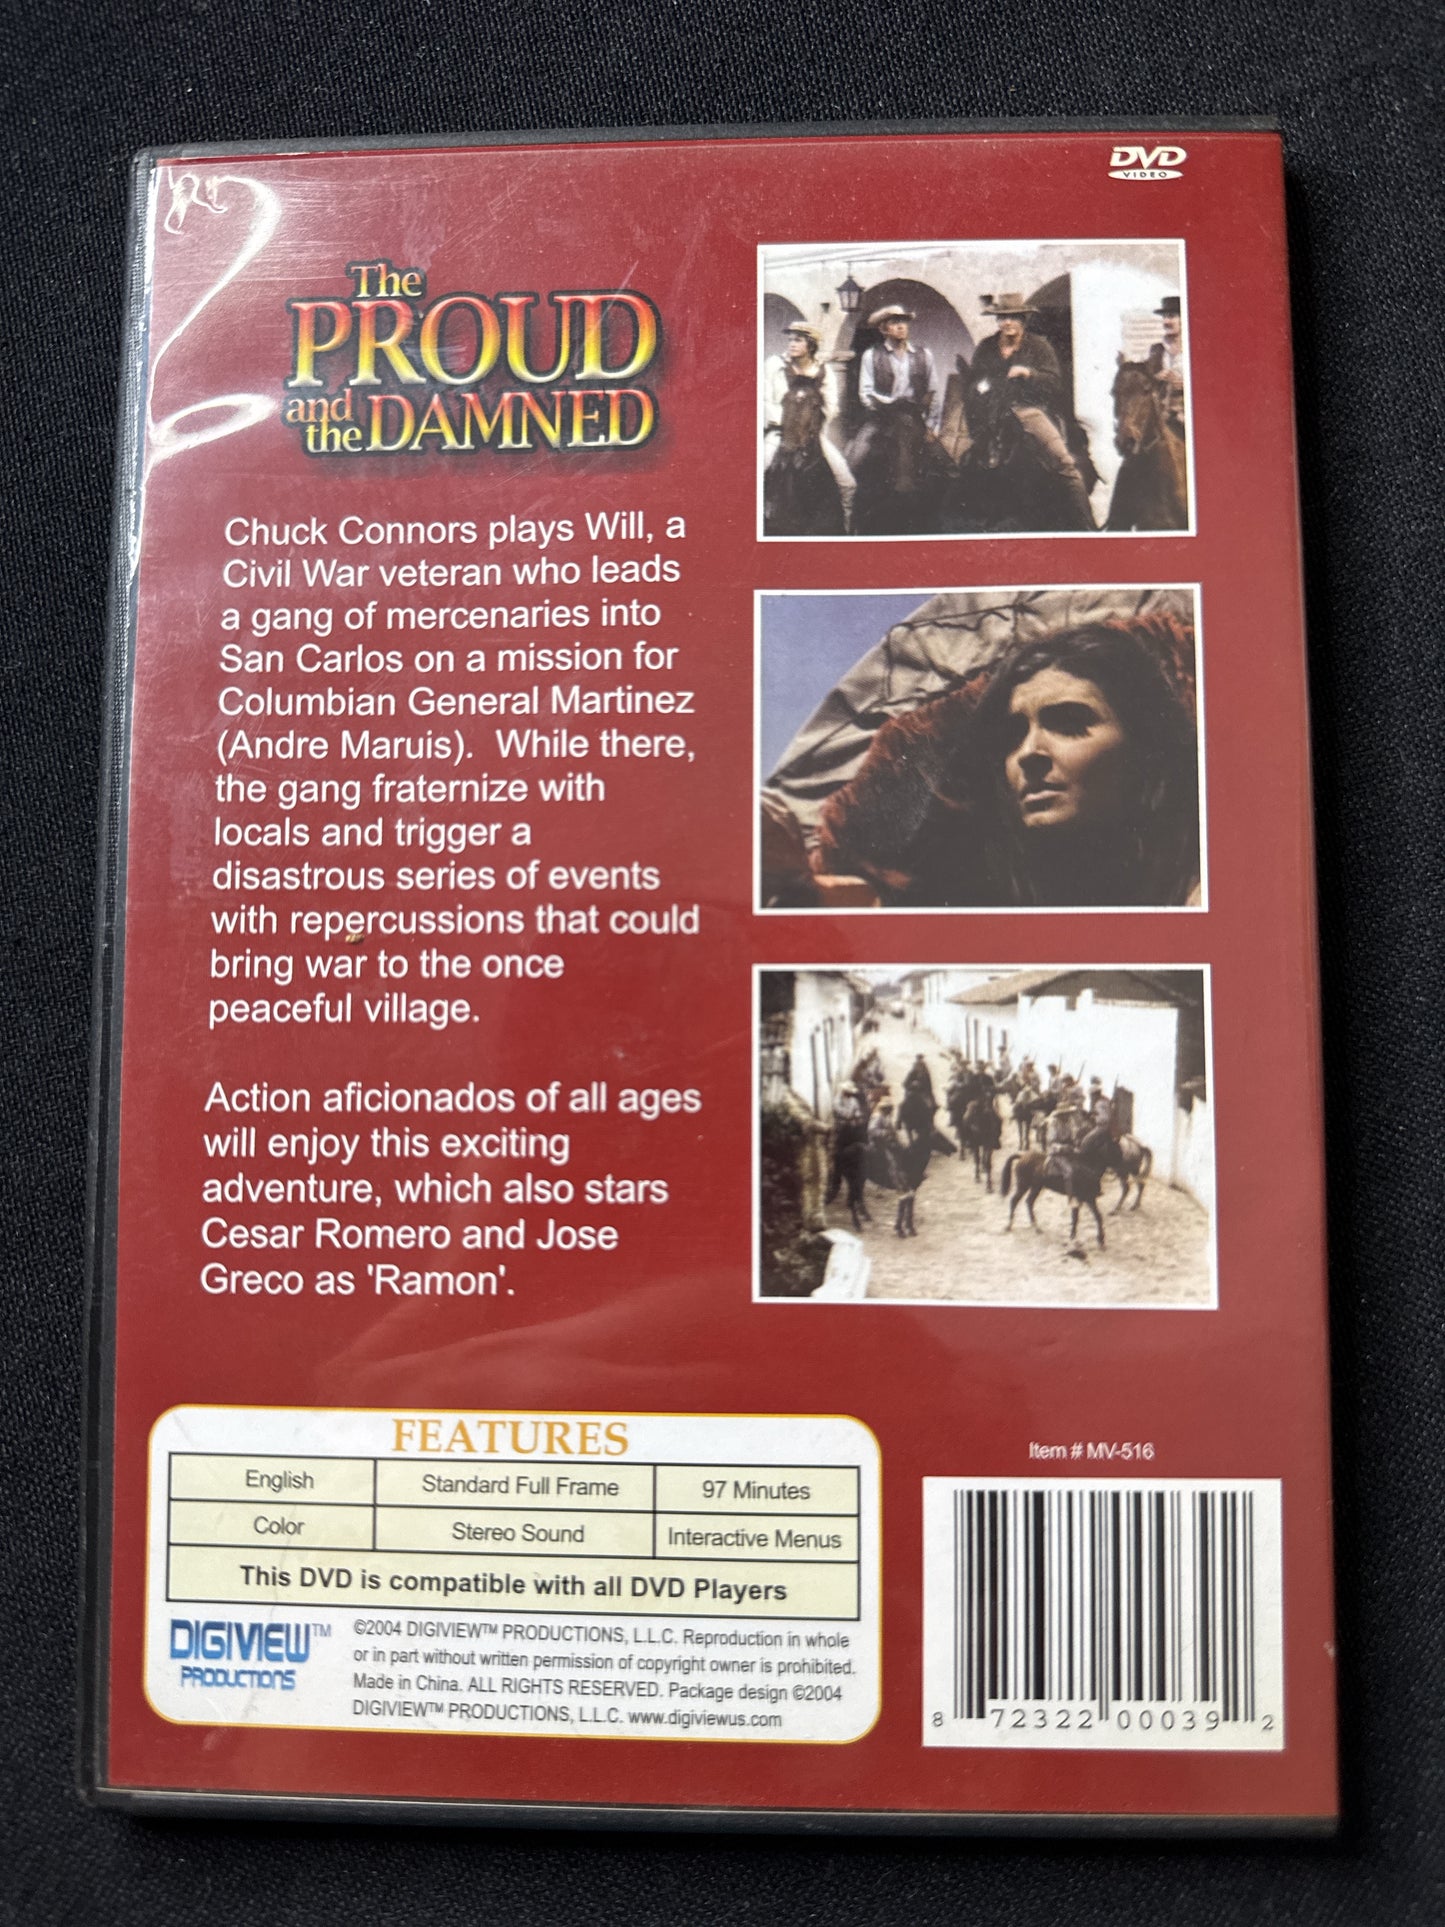 DVD
VIDEO
The
PROUD
and
the DAMNED
Chuck Connors plays Will, a
Civil War veteran who leads
a gang of mercenaries into
San Carlos on a mission for
Columbian General Martinez
(Andre Maruis). While there,
the gang fraternize with
locals and trigger a
disastrous series of events
with repercussions that could
bring war to the once
peaceful village.
Action aficionados of all ages
will enjoy this exciting
adventure, which also stars
Cesar Romero and Jose
Greco as 'Ramon'.
FEATURES
English Standard Full Frame 97 Minutes
Color Stereo Sound Interactive Menus
This DVD is compatible with all DVD Players
DIGIVIEW™
PRODUCTIONS
©2004 DIGIVIEW™ PRODUCTIONS, L.L.C. Reproduction in whole
or in part without written permission of copyright owner is prohibited.
Made in China. ALL RIGHTS RESERVED. Package design ©2004
DIGIVIEW™ PRODUCTIONS, L.L.C. www.digiviewus.com
Item # MV-516
8 72322 00039 2